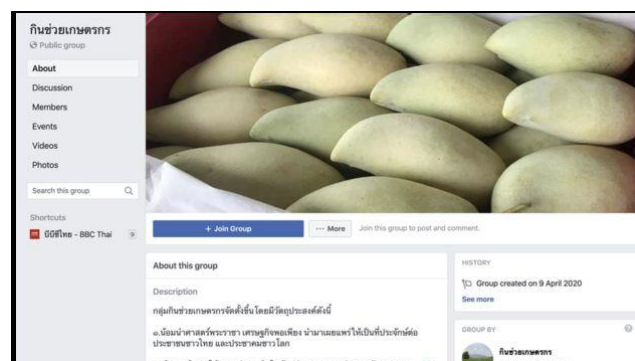 กินช่วยเกษตรกร
Public group
About
Discussion
Members
Events
Videos
Photos
Search this group
Shortcuts
บีบีซีไทย - BBC Thai 9
+ Join Group
··· More
Join this group to post and comment.
About this group
Description
กลุ่มกินช่วยเกษตรกรจัดตั้งขึ้น โดยมีวัตถุประสงค์ดังนี้
๑.น้อมนำศาสตร์พระราชา เศรษฐกิจพอเพียง นำมาเผยแพร่ ให้เป็นที่ประจักษ์ต่อ
ประชาชนชาวไทย และประชาคมชาวโลก
HISTORY
Group created on 9 April 2020
See more
GROUP BY
กินช่วยเกษตรกร